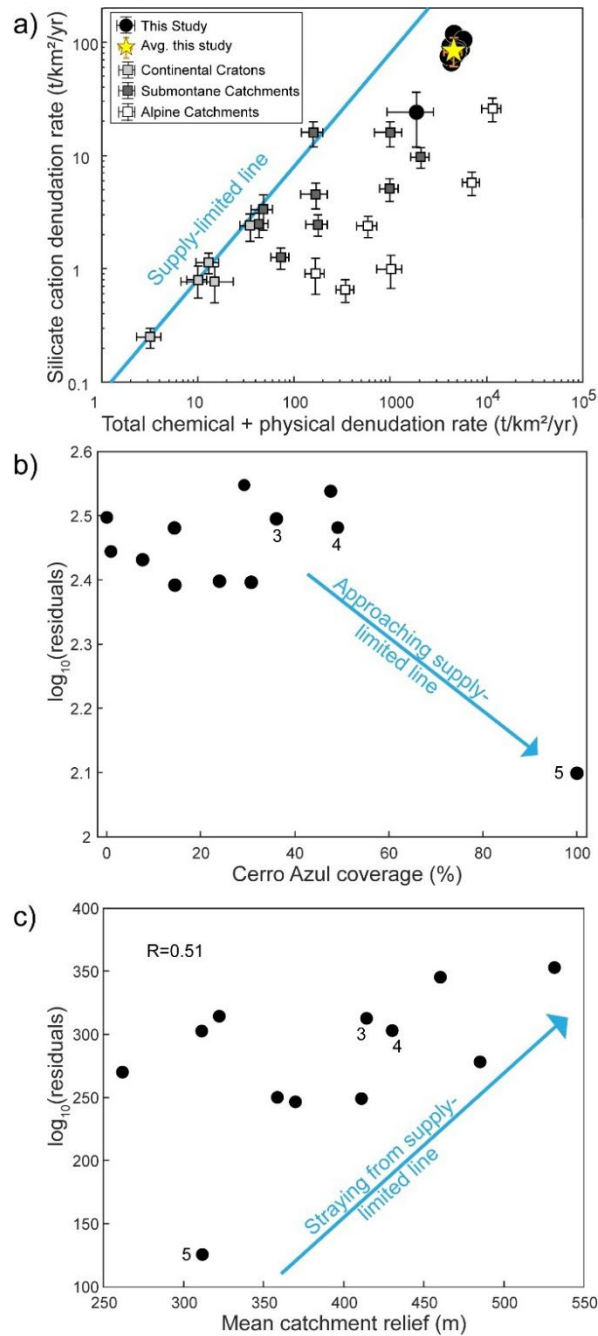 a)
This Study
Avg. this study
Continental Cratons
Submontane Catchments
Alpine Catchments
Silicate cation denudation rate (t/km²/yr)
100
10
1
0.1
Supply-limited line
1
10
100
1000
10⁴
10⁵
Total chemical + physical denudation rate (t/km²/yr)
b)
log₁₀(residuals)
2.6
2.5
2.4
2.3
2.2
2.1
2
3
4
5
Approaching supply-
limited line
0
20
40
60
80
100
Cerro Azul coverage (%)
c)
R=0.51
log₁₀(residuals)
400
350
300
250
200
150
100
3
4
5
Straying from supply-
limited line
250
300
350
400
450
500
550
Mean catchment relief (m)